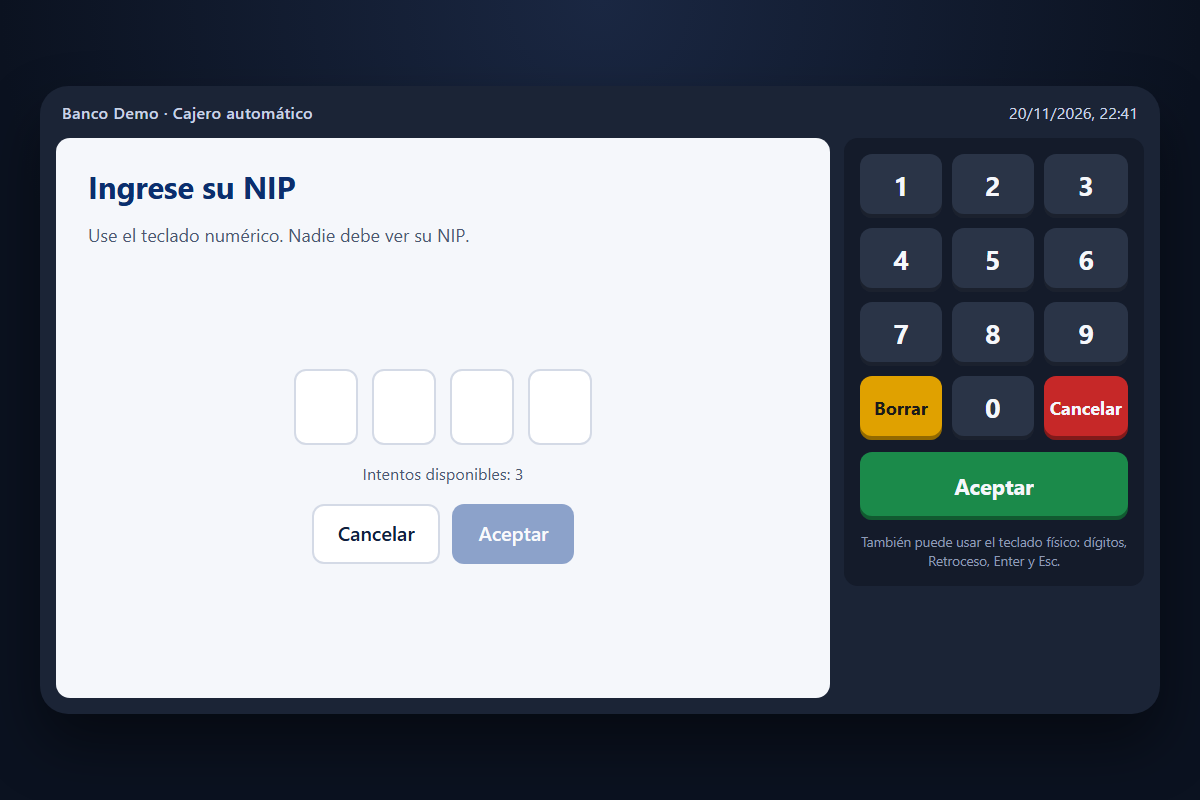 Banco Demo · Cajero automático
20/11/2026, 22:41
Ingrese su NIP
Use el teclado numérico. Nadie debe ver su NIP.
Intentos disponibles: 3
Cancelar
Aceptar
1
2
3
4
5
6
7
8
9
Borrar
0
Cancelar
Aceptar
También puede usar el teclado físico: dígitos,
Retroceso, Enter y Esc.